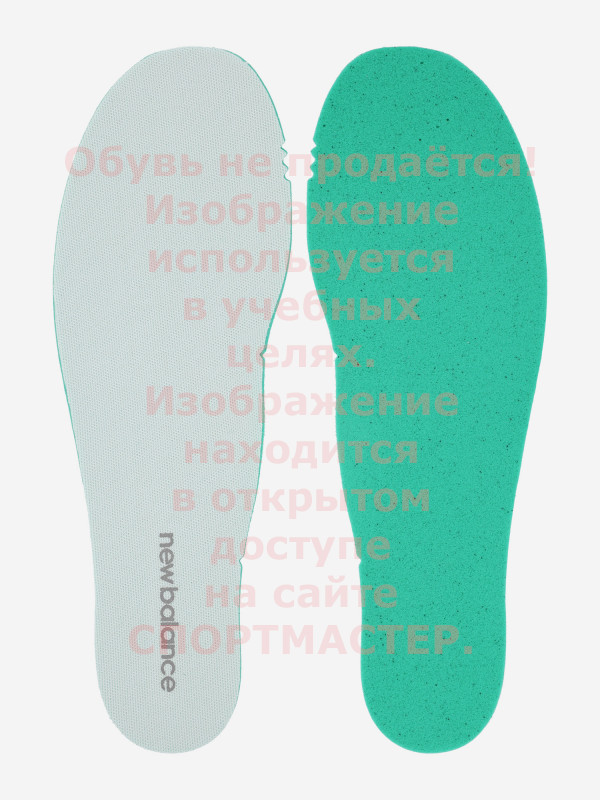 Обувь не продаётся!
Изображение
используется
в учебных
целях.
Изображение
находится
в открытом
доступе
на сайте
СПОРТМАСТЕР.
new balance